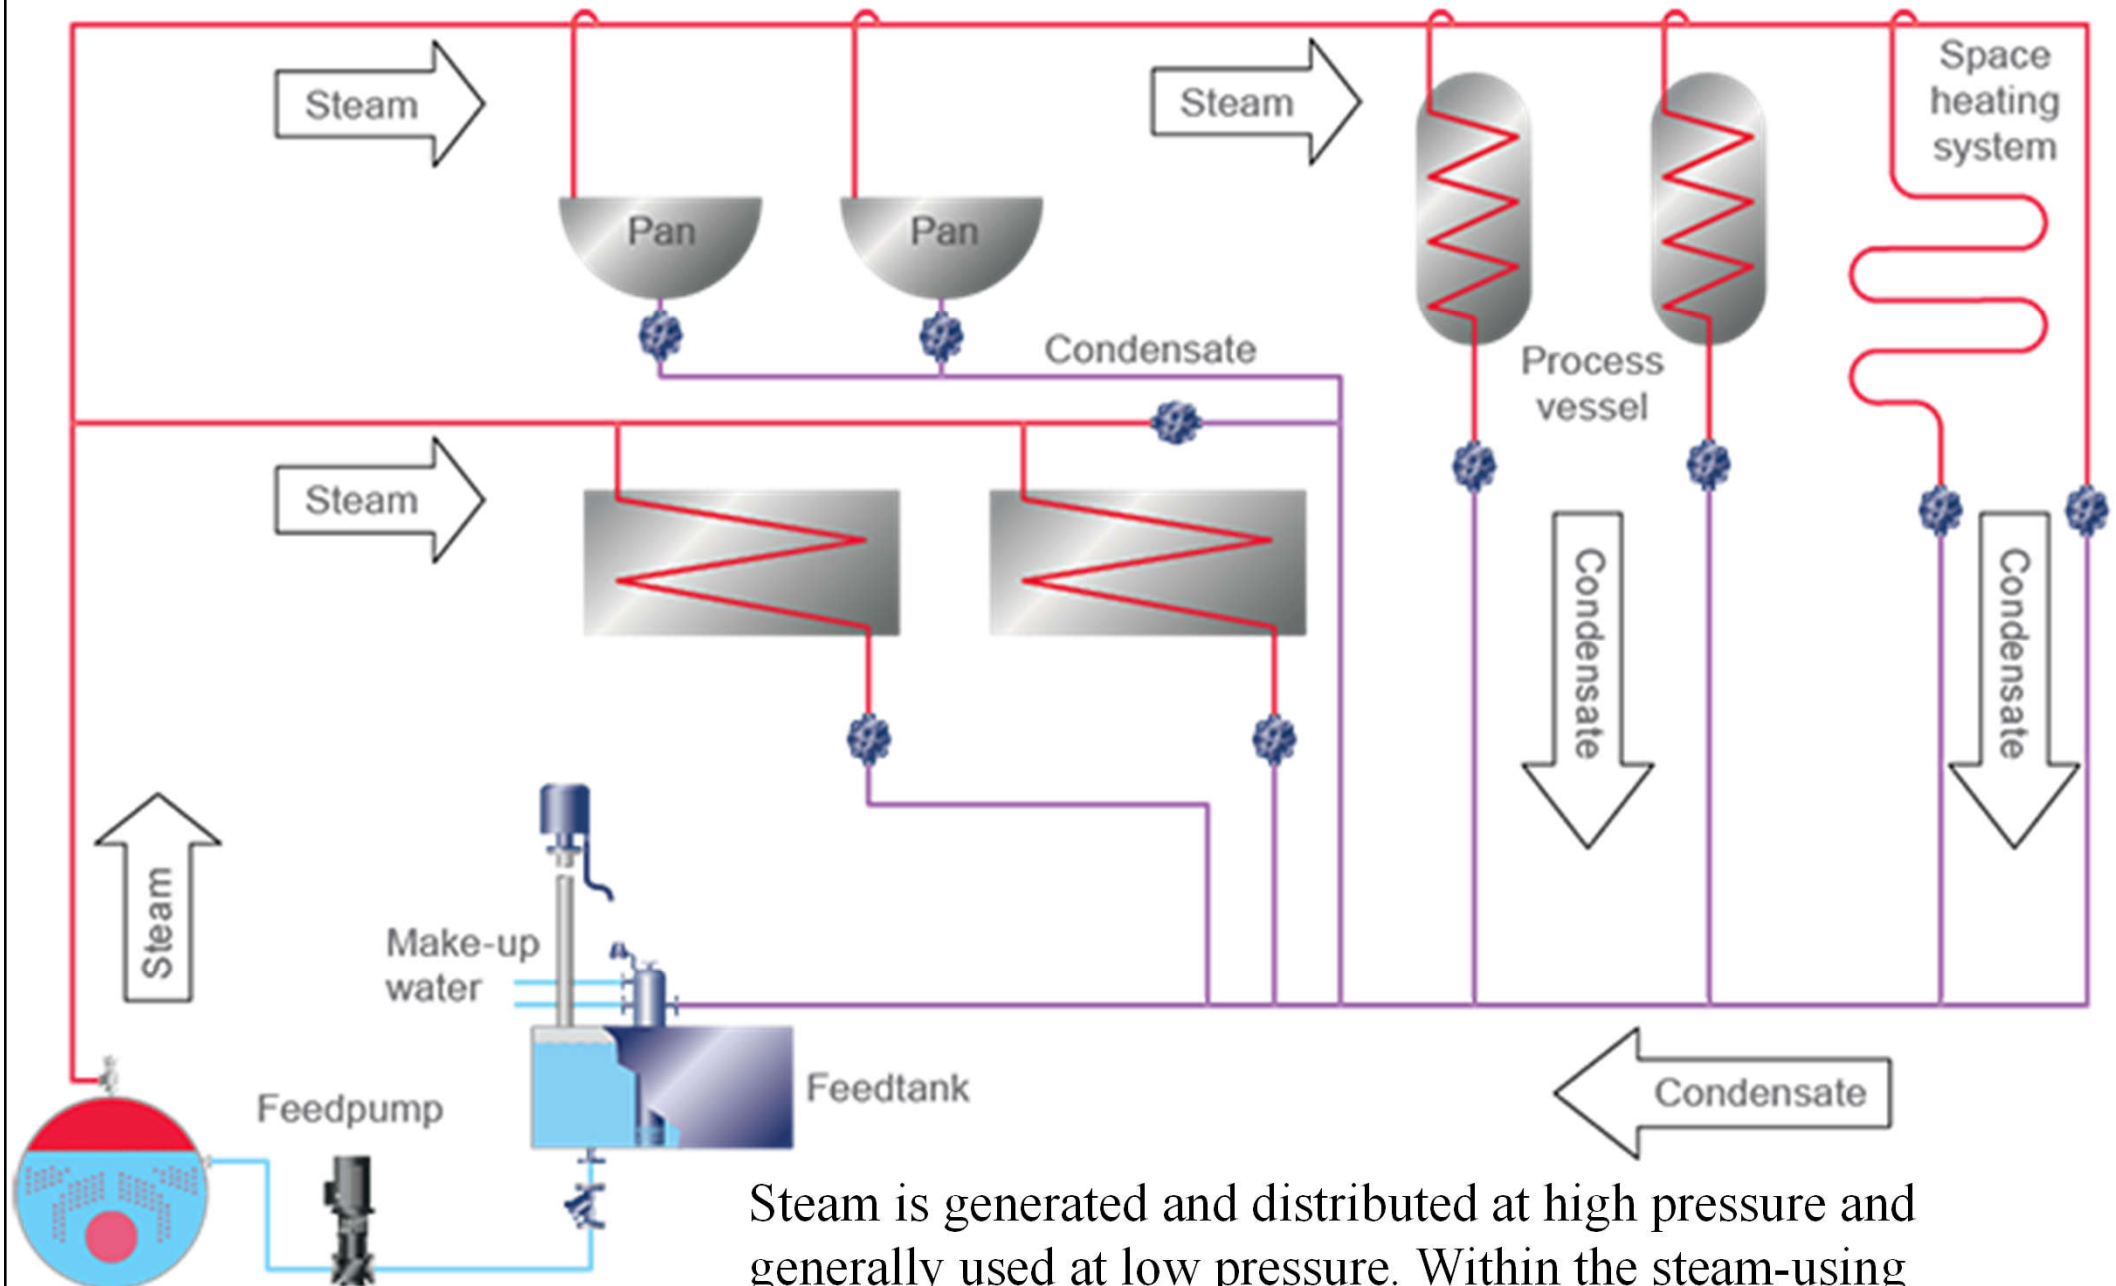 Steam
Steam
Space
heating
system
Pan
Pan
Condensate
Process
vessel
Steam
Condensate
Condensate
Steam
Make-up
water
Feedtank
Condensate
Feedpump
Steam is generated and distributed at high pressure and
generally used at low pressure. Within the steam-using